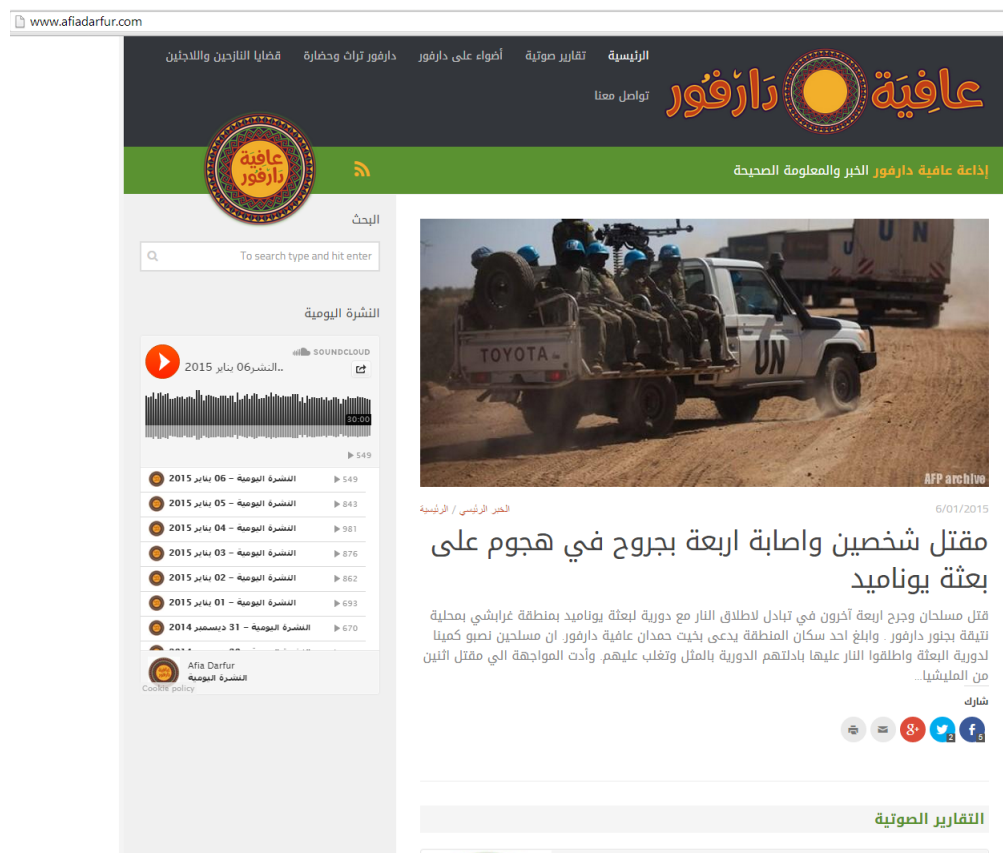 www.afiadarfur.com
الرئيسية تقارير صوتية أضواء على دارفور دارفور تراث وحضارة قضايا النازحين واللاجئين
تواصل معنا
عافِيَة دَارْفُور
إذاعة عافية دارفور الخبر والمعلومة الصحيحة
عافية
دارفور
U N
TOYOTA
UN
AFP archive
6/01/2015
الخبر الرئيسي / الرئيسية
مقتل شخصين واصابة اربعة بجروح في هجوم على
بعثة يوناميد
قتل مسلحان وجرح اربعة آخرون في تبادل لاطلاق النار مع دورية لبعثة يوناميد بمنطقة غرابشي بمحلية
نتيقة بجنور دارفور . وابلغ احد سكان المنطقة يدعى بخيت حمدان عافية دارفور. ان مسلحين نصبو كمينا
لدورية البعثة واطلقوا النار عليها بادلتهم الدورية بالمثل وتغلب عليهم. وأدت المواجهة الي مقتل اثنين
من المليشيا...
شارك
5
2
8+
التقارير الصوتية
البحث
To search type and hit enter
النشرة اليومية
SOUNDCLOUD
النشر06 يناير 2015..
30:00
549
النشرة اليومية – 06 يناير 2015 549
النشرة اليومية – 05 يناير 2015 843
النشرة اليومية – 04 يناير 2015 981
النشرة اليومية – 03 يناير 2015 876
النشرة اليومية – 02 يناير 2015 862
النشرة اليومية – 01 يناير 2015 693
النشرة اليومية – 31 ديسمبر 2014 670
Afia Darfur
النشرة اليومية
Cookie policy